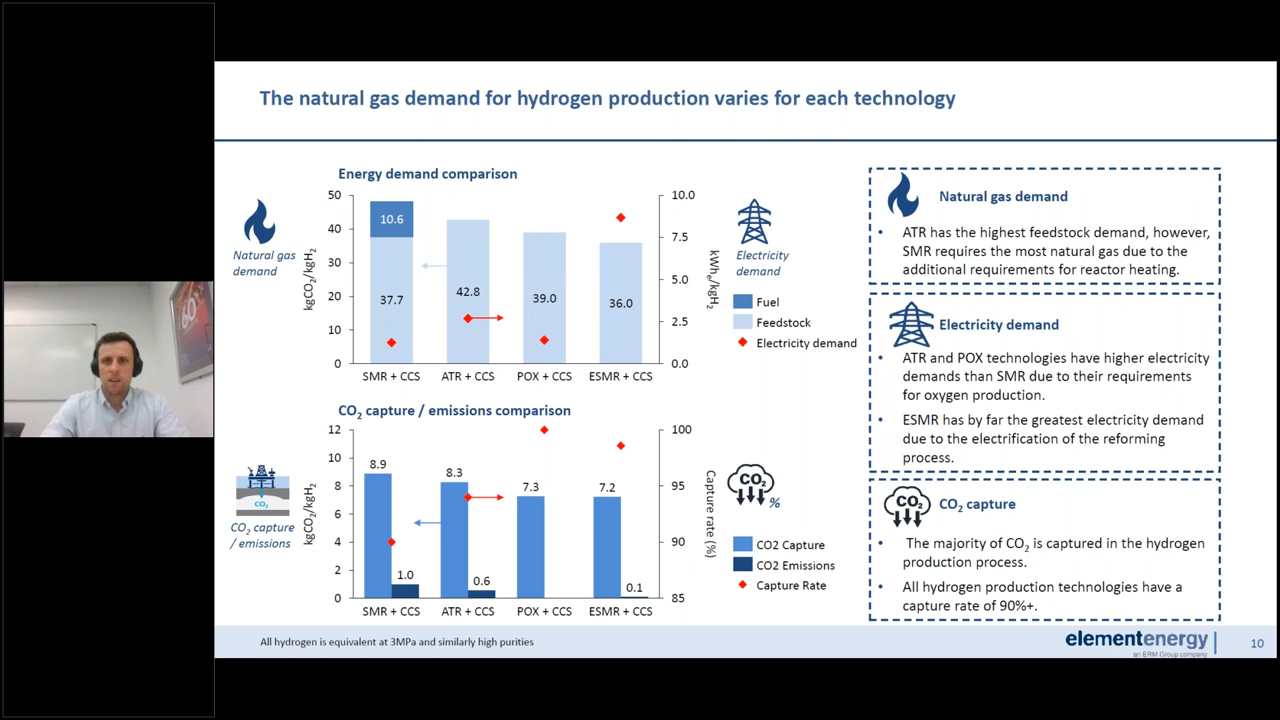 The natural gas demand for hydrogen production varies for each technology
Energy demand comparison
Natural gas
demand
kgCO2/kgH2
50
40
30
20
10
0
10.6
37.7
42.8
39.0
36.0
10.0
7.5
5.0
2.5
0.0
kWhe/kgH2
SMR + CCS
ATR + CCS
POX + CCS
ESMR + CCS
Electricity
demand
Fuel
Feedstock
Electricity demand
CO2 capture / emissions comparison
CO2
CO2 capture
/ emissions
kgCO2/kgH2
12
10
8
6
4
2
0
8.9
1.0
8.3
0.6
7.3
7.2
0.1
100
95
90
85
Capture rate (%)
SMR + CCS
ATR + CCS
POX + CCS
ESMR + CCS
CO2
%
CO2 Capture
CO2 Emissions
Capture Rate
Natural gas demand
• ATR has the highest feedstock demand, however,
SMR requires the most natural gas due to the
additional requirements for reactor heating.
Electricity demand
• ATR and POX technologies have higher electricity
demands than SMR due to their requirements
for oxygen production.
• ESMR has by far the greatest electricity demand
due to the electrification of the reforming
process.
CO2
CO2 capture
• The majority of CO2 is captured in the hydrogen
production process.
• All hydrogen production technologies have a
capture rate of 90%+.
All hydrogen is equivalent at 3MPa and similarly high purities
elementenergy
an ERM Group company
10